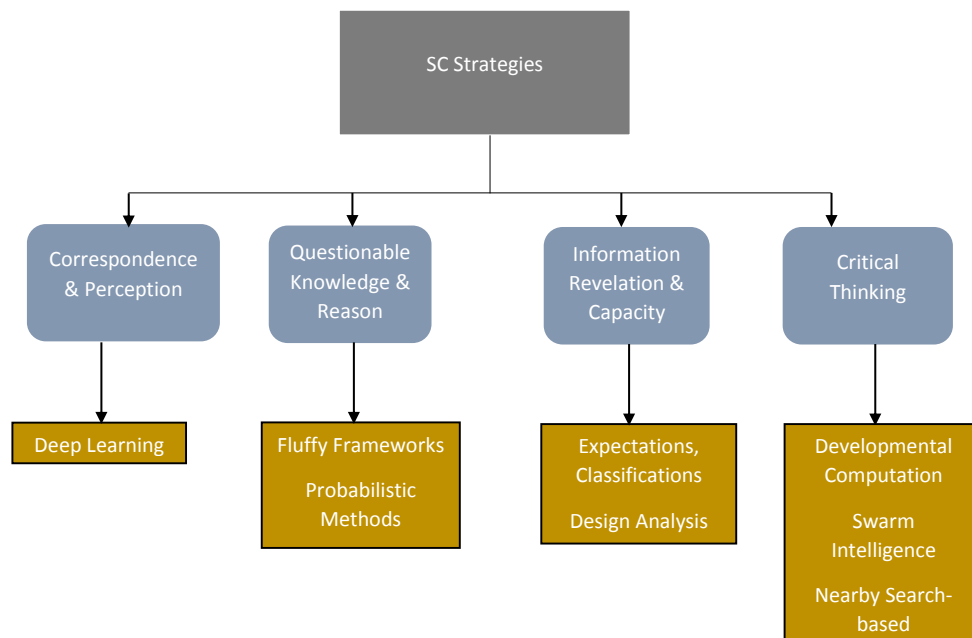 SC Strategies
Correspondence
& Perception
Questionable
Knowledge &
Reason
Information
Revelation &
Capacity
Critical
Thinking
Deep Learning
Fluffy Frameworks
Probabilistic
Methods
Expectations,
Classifications
Design Analysis
Developmental
Computation
Swarm
Intelligence
Nearby Search-
based